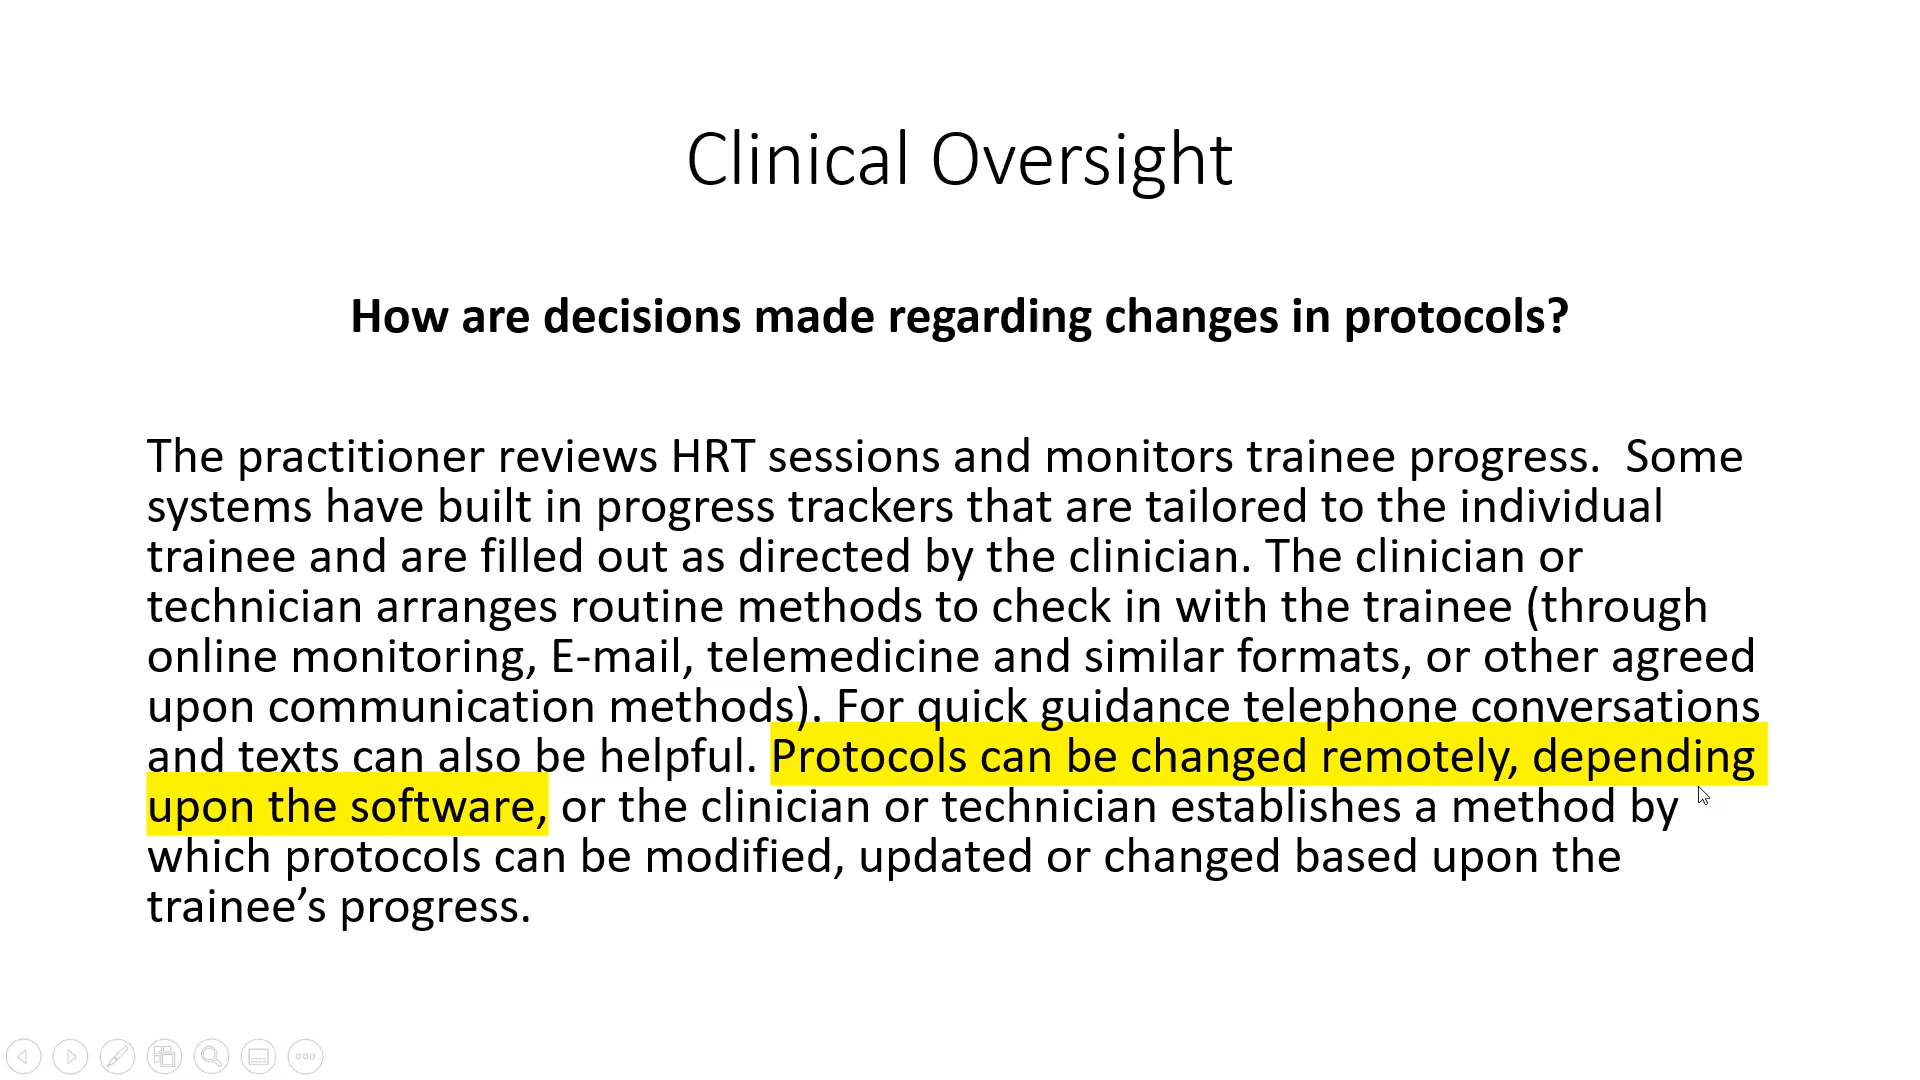 Clinical Oversight
How are decisions made regarding changes in protocols?
The practitioner reviews HRT sessions and monitors trainee progress.  Some
systems have built in progress trackers that are tailored to the individual
trainee and are filled out as directed by the clinician. The clinician or
technician arranges routine methods to check in with the trainee (through
online monitoring, E-mail, telemedicine and similar formats, or other agreed
upon communication methods). For quick guidance telephone conversations
and texts can also be helpful. Protocols can be changed remotely, depending
upon the software, or the clinician or technician establishes a method by
which protocols can be modified, updated or changed based upon the
trainee’s progress.